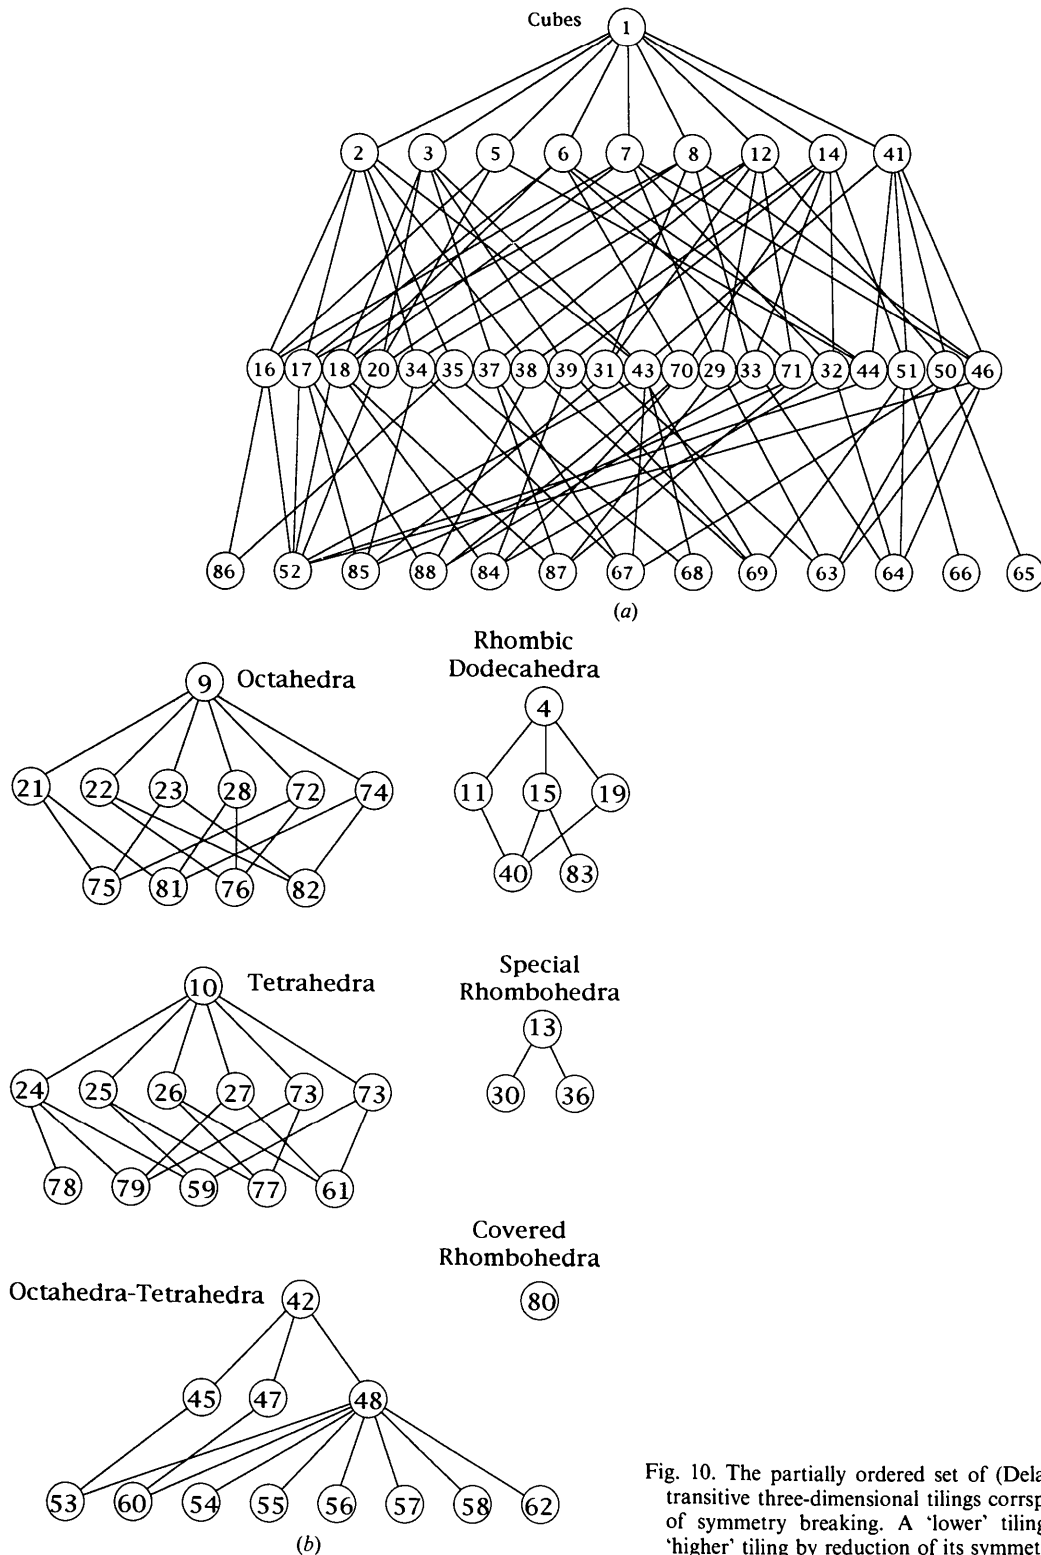 Cubes
1
2 3 5 6 7 8 12 14 41
16 17 18 20 34 35 37 38 39 31 43 70 29 33 71 32 44 51 50 46
86 52 85 88 84 87 67 68 69 63 64 66 65
(a)
Octahedra
9
21 22 23 28 72 74
75 81 76 82
Rhombic
Dodecahedra
4
11 15 19
40 83
Tetrahedra
10
24 25 26 27 73 73
78 79 59 77 61
Special
Rhombohedra
13
30 36
Octahedra-Tetrahedra
42
45 47 48
53 60 54 55 56 57 58 62
Covered
Rhombohedra
80
(b)
Fig. 10. The partially ordered set of (Dela
transitive three-dimensional tilings corrsp
of symmetry breaking. A ‘lower’ tiling
‘higher’ tiling by reduction of its symmet